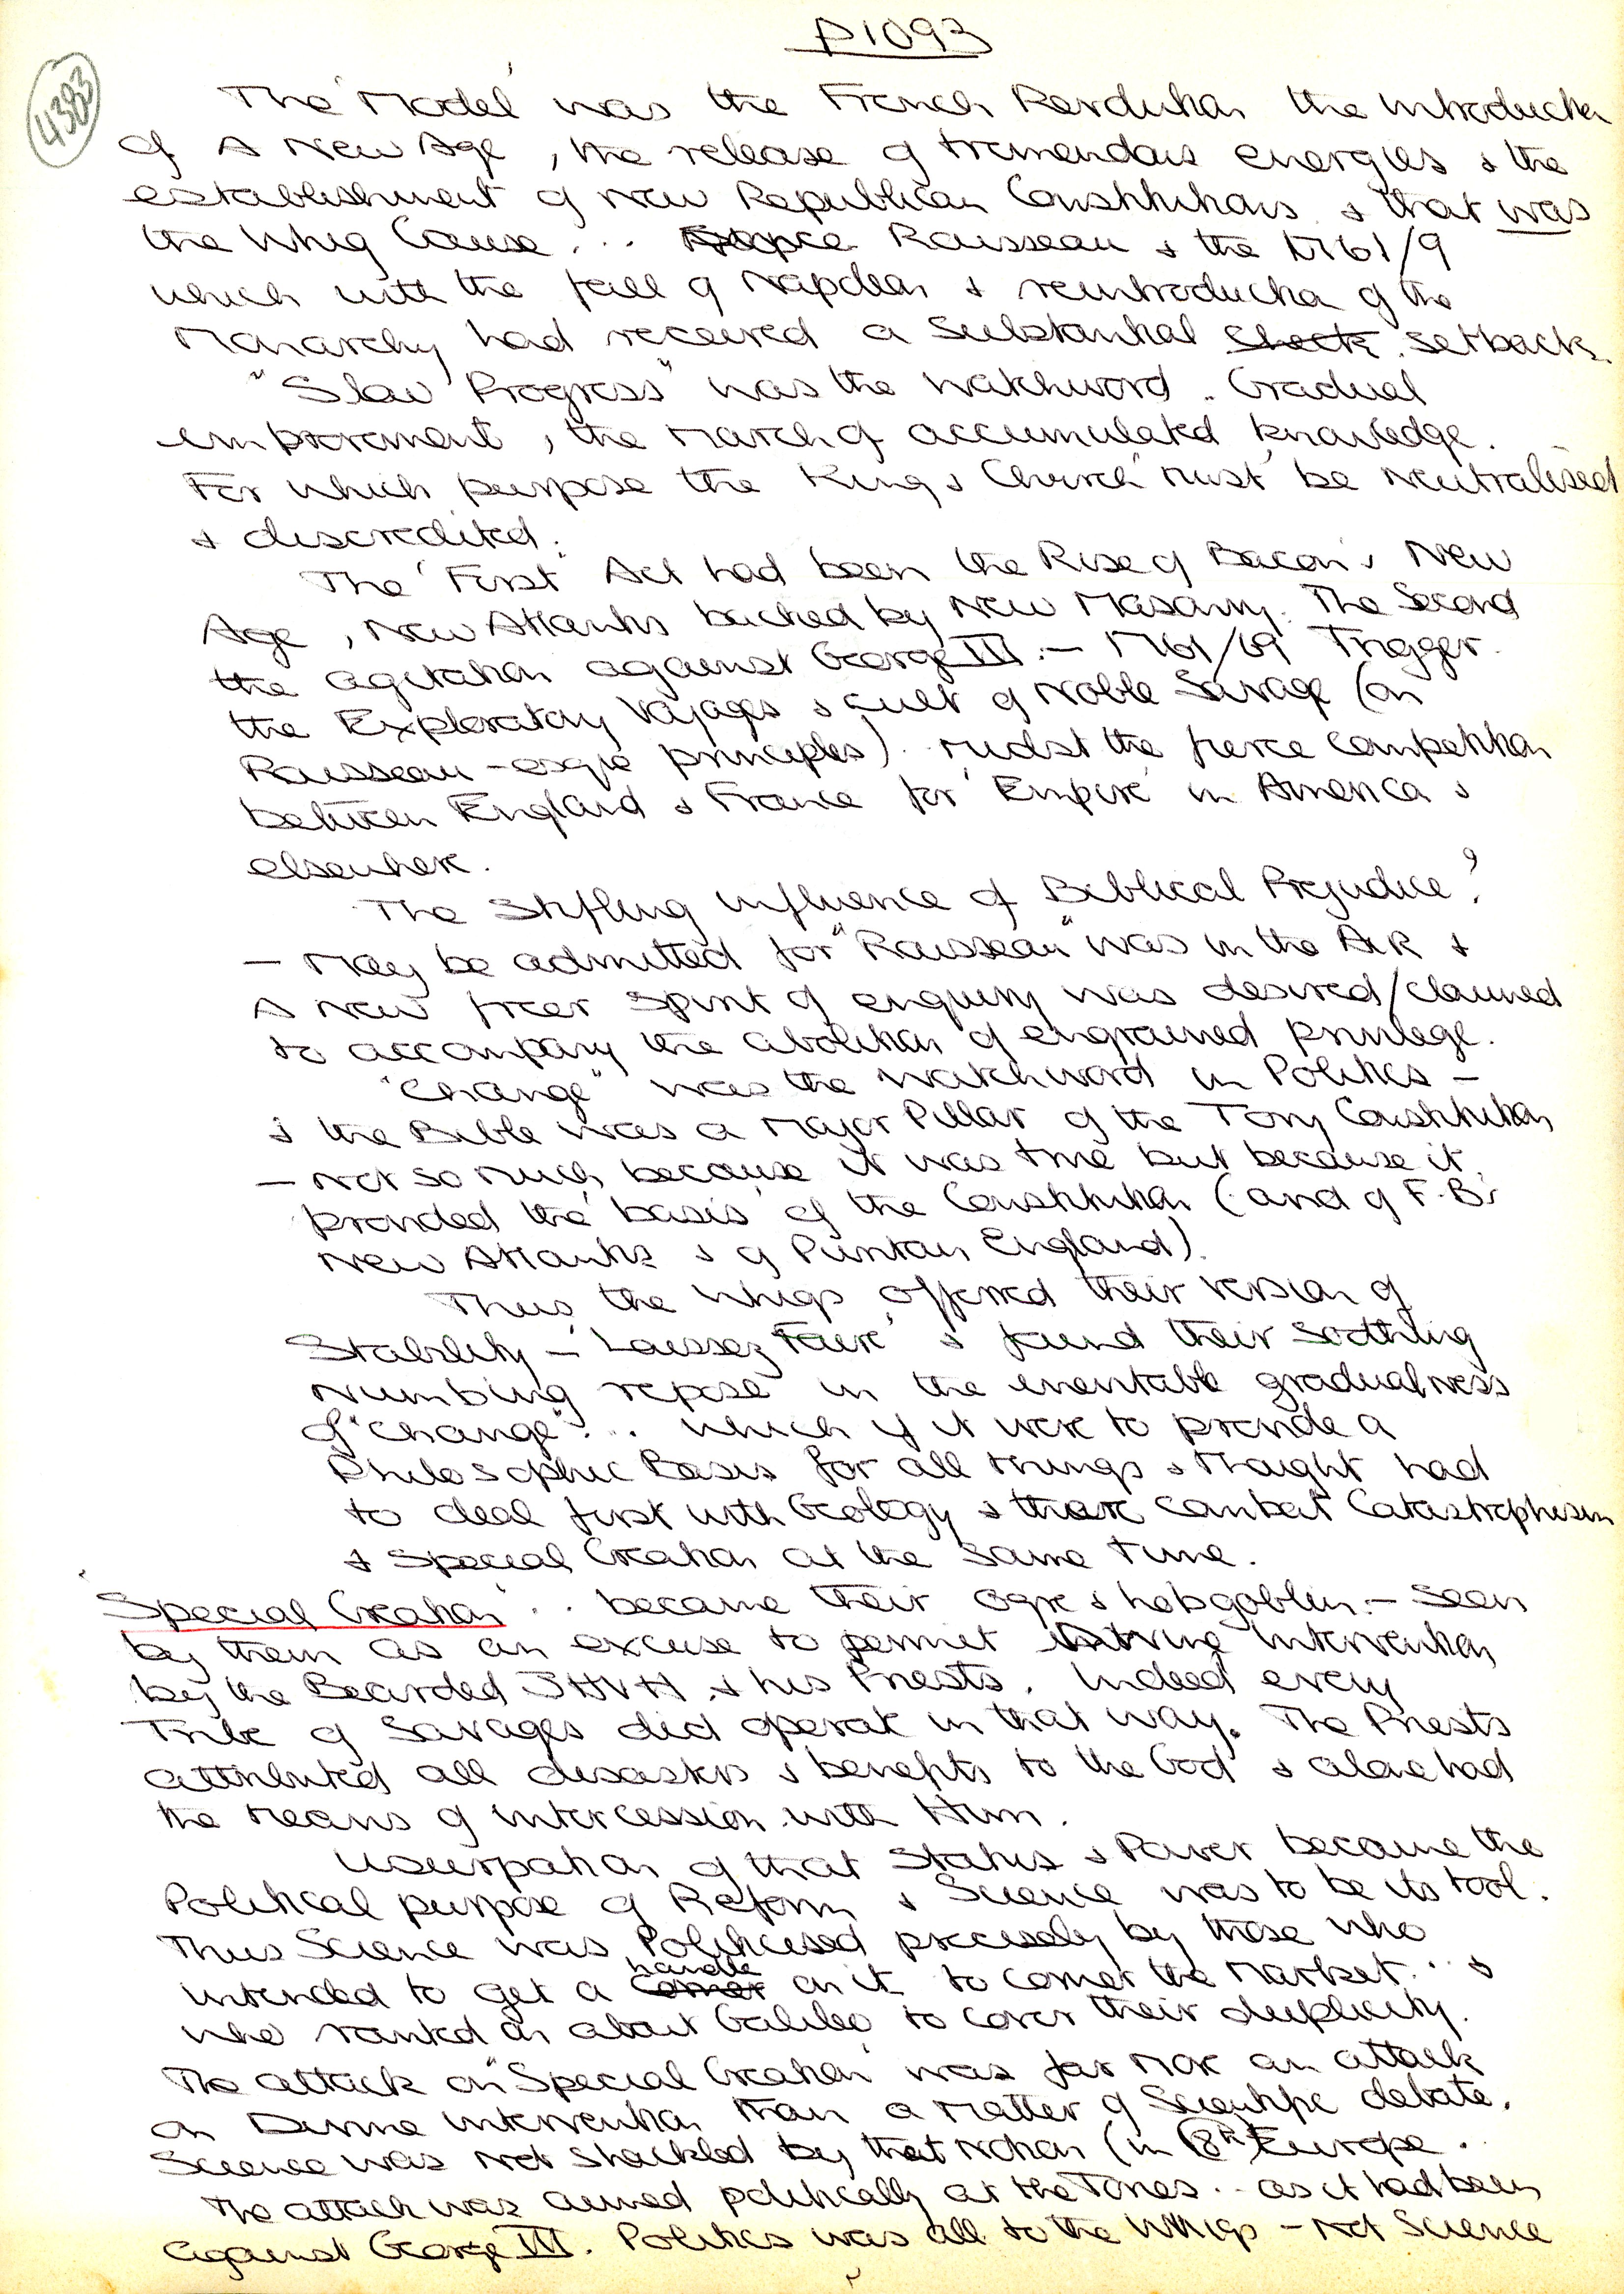 P1093
4383
The 'Model' was the French Revolution the introduction
of A New Age, the release of tremendous energies & the
establishment of New Republican Constitutions & that was
the Whig Cause... Rousseau & the 1761/9
which with the fall of Napoleon & reintroduction of the
Monarchy had received a substantial check setback.
"Slow Progress" was the watchword. Gradual
improvement, the March of accumulated knowledge.
For which purpose the King & Church must be Neutralised
& discredited.
The 'First' Act had been the Rise of Bacon's New
Age, New Atlantis backed by New Masonry. The Second
the agitation against George III. — 1761/69 Trigger.
the Exploratory Voyages & cult of Noble Savage (on
Rousseau-esque principles). Midst the fierce competition
between England & France for 'Empire' in America &
elsewhere.
The Stifling influence of Biblical Prejudice?
— May be admitted for "Rousseau" was in the AIR &
A New freer spirit of enquiry was desired/claimed
to accompany the abolition of engrained privilege.
"Change" was the watchword in Politics —
& the Bible was a Major Pillar of the Tory Constitution
— Not so much because it was true but because it
provided the 'basis' of the Constitution (and of F.B's
New Atlantis & of Puritan England).
Thus the Whigs offered their version of
Stability — 'Laissez Faire' & found their soothing
Numbing repose in the inevitable gradualness
of "change"... which if it were to provide a
Philosophic Basis for all things & thought had
to deal first with Geology & there combat Catastrophism
& Special Creation at the same time.
'Special Creation'.. became their ogre & hobgoblin: — seen
by them as an excuse to permit Divine intervention
by the Bearded JHVH & his Priests. Indeed every
Tribe of Savages did operate in that way. The Priests
attributed all disasters & benefits to the God & alone had
the means of intercession with Him.
Usurpation of that Status & Power became the
Political purpose of Reform & Science was to be its tool.
Thus Science was Politicised precisely by those who
intended to get a corner handle on it to corner the Market.. &
who ranted on about Galileo to cover their duplicity.
The attack on "Special Creation" was far more an attack
on Divine intervention than a matter of Scientific debate.
Science was not shackled by that notion (in (&R) Europe.
The attack was aimed politically at the Tories.. as it had been
against George III. Politics was all to the Whigs — Not Science